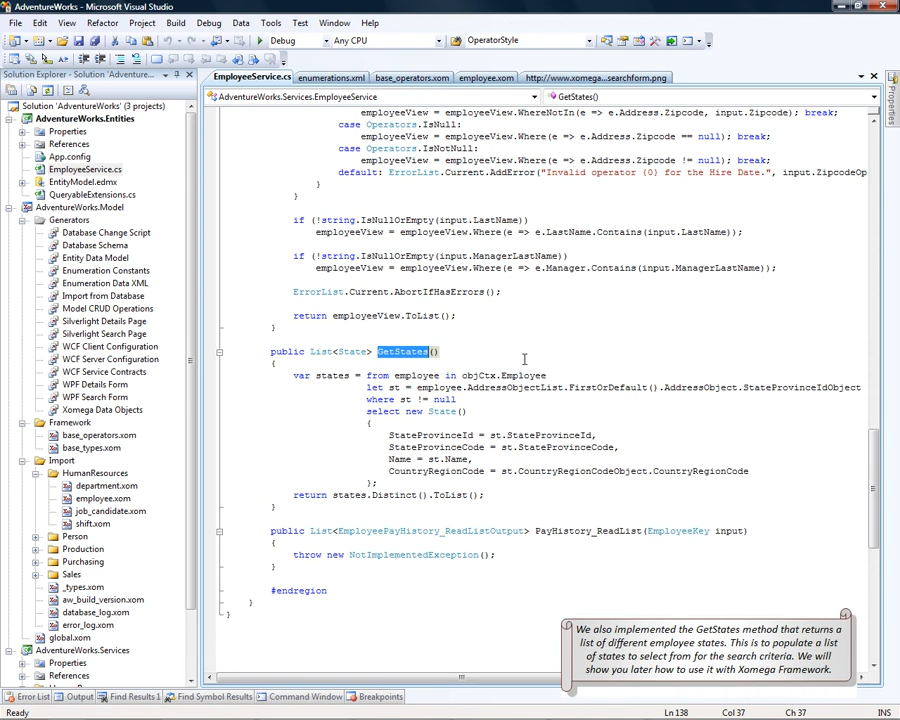 AdventureWorks - Microsoft Visual Studio
File Edit View Refactor Project Build Debug Data Tools Test Window Help
Debug Any CPU OperatorStyle
Solution Explorer - Solution 'Adventure...
EmployeeService.cs enumerations.xml base_operators.xom employee.xom http://www.xomega...searchform.png
AdventureWorks.Services.EmployeeService GetStates()
Properties
Solution 'AdventureWorks' (3 projects)
AdventureWorks.Entities
Properties
References
App.config
EmployeeService.cs
EntityModel.edmx
QueryableExtensions.cs
AdventureWorks.Model
Generators
Database Change Script
Database Schema
Entity Data Model
Enumeration Constants
Enumeration Data XML
Import from Database
Model CRUD Operations
Silverlight Details Page
Silverlight Search Page
WCF Client Configuration
WCF Server Configuration
WCF Service Contracts
WPF Details Form
WPF Search Form
Xomega Data Objects
Framework
base_operators.xom
base_types.xom
Import
HumanResources
department.xom
employee.xom
job_candidate.xom
shift.xom
Person
Production
Purchasing
Sales
_types.xom
aw_build_version.xom
database_log.xom
error_log.xom
global.xom
AdventureWorks.Services
Properties
References
employeeView = employeeView.WhereNotIn(e => e.Address.Zipcode, input.Zipcode); break;
case Operators.IsNull:
employeeView = employeeView.Where(e => e.Address.Zipcode == null); break;
case Operators.IsNotNull:
employeeView = employeeView.Where(e => e.Address.Zipcode != null); break;
default: ErrorList.Current.AddError("Invalid operator {0} for the Hire Date.", input.ZipcodeOp
}
}
if (!string.IsNullOrEmpty(input.LastName))
employeeView = employeeView.Where(e => e.LastName.Contains(input.LastName));
if (!string.IsNullOrEmpty(input.ManagerLastName))
employeeView = employeeView.Where(e => e.Manager.Contains(input.ManagerLastName));
ErrorList.Current.AbortIfHasErrors();
return employeeView.ToList();
}
public List<State> GetStates()
{
var states = from employee in objCtx.Employee
let st = employee.AddressObjectList.FirstOrDefault().AddressObject.StateProvinceIdObject
where st != null
select new State()
{
StateProvinceId = st.StateProvinceId,
StateProvinceCode = st.StateProvinceCode,
Name = st.Name,
CountryRegionCode = st.CountryRegionCodeObject.CountryRegionCode
};
return states.Distinct().ToList();
}
public List<EmployeePayHistory_ReadListOutput> PayHistory_ReadList(EmployeeKey input)
{
throw new NotImplementedException();
}
#endregion
}
}
We also implemented the GetStates method that returns a
list of different employee states. This is to populate a list
of states to select from for the search criteria. We will
show you later how to use it with Xomega Framework.
Error List Output Find Results 1 Find Symbol Results Command Window Breakpoints
Ln 138 Col 37 Ch 37 INS